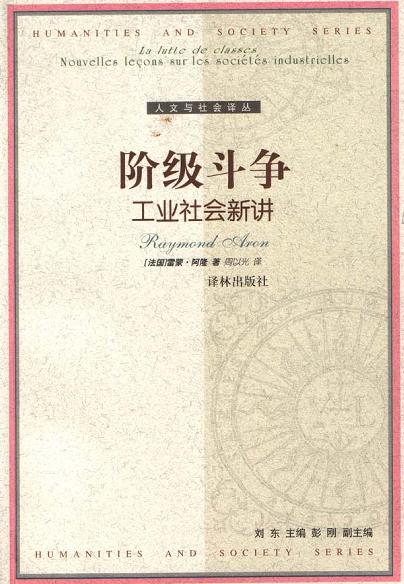 HUMANITIES AND SOCIETY SERIES
La lutte de classes
Nouvelles leçons sur les sociétés industrielles
人文与社会译丛
阶级斗争
工业社会新讲
Raymond Aron
[法国]雷蒙·阿隆 著 周以光 译
译林出版社
刘东 主编 彭刚 副主编
HUMANITIES AND SOCIETY SERIES